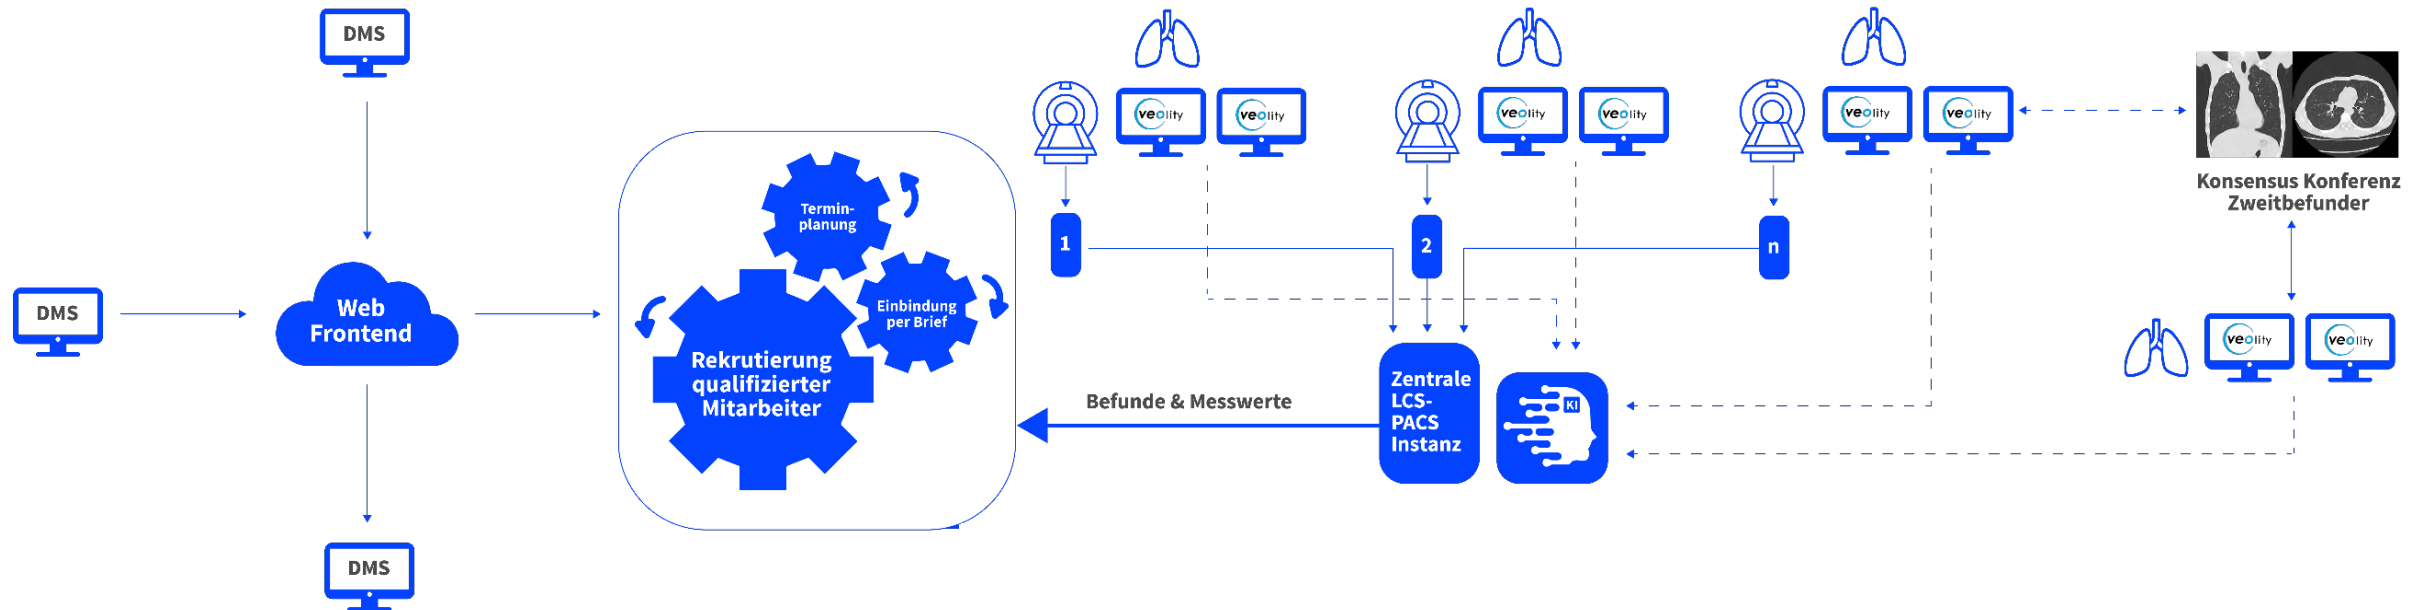 DMS
DMS
Web
Frontend
DMS
Termin-
planung
Einbindung
per Brief
Rekrutierung
qualifizierter
Mitarbeiter
veolity
veolity
veolity
veolity
veolity
veolity
1
2
n
Befunde & Messwerte
Zentrale
LCS-
PACS
Instanz
KI
Konsensus Konferenz
Zweitbefunder
veolity
veolity